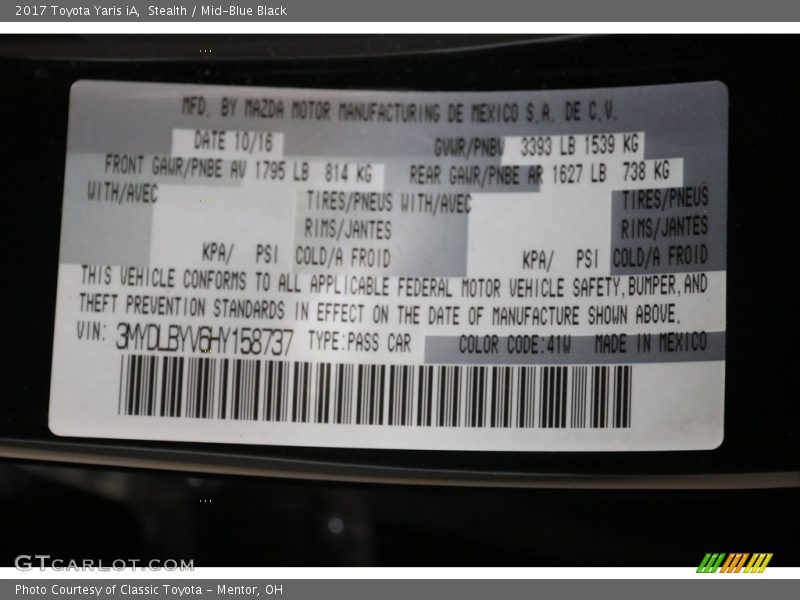 2017 Toyota Yaris iA, Stealth / Mid-Blue Black
MFD. BY MAZDA MOTOR MANUFACTURING DE MEXICO S.A. DE C.V.
DATE 10/16 GVWR/PNBV 3393 LB 1539 KG
FRONT GAWR/PNBE AV 1795 LB 814 KG REAR GAWR/PNBE AR 1627 LB 738 KG
WITH/AVEC TIRES/PNEUS WITH/AVEC TIRES/PNEUS
RIMS/JANTES RIMS/JANTES
KPA/ PSI COLD/A FROID KPA/ PSI COLD/A FROID
THIS VEHICLE CONFORMS TO ALL APPLICABLE FEDERAL MOTOR VEHICLE SAFETY,BUMPER,AND
THEFT PREVENTION STANDARDS IN EFFECT ON THE DATE OF MANUFACTURE SHOWN ABOVE.
VIN: 3MYDLBYV6HY158737 TYPE:PASS CAR COLOR CODE:41W MADE IN MEXICO
GTCARLOT.COM
Photo Courtesy of Classic Toyota - Mentor, OH